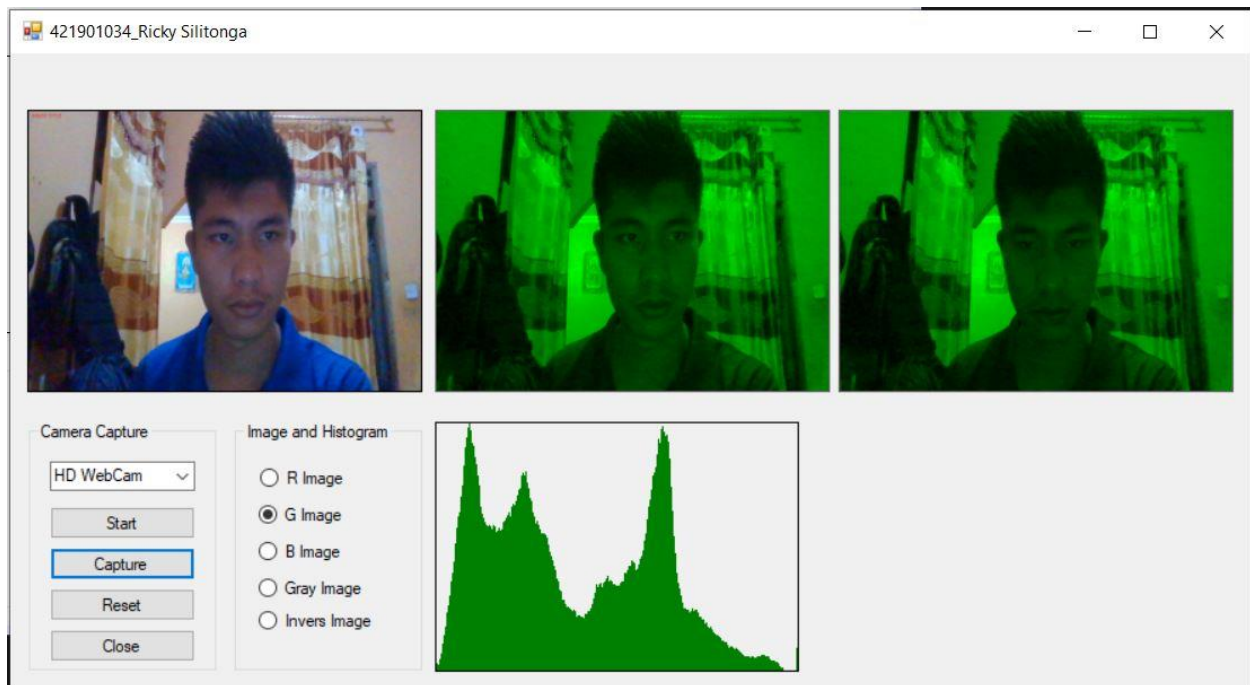 421901034_Ricky Silitonga
Camera Capture
HD WebCam
Start
Capture
Reset
Close
Image and Histogram
R Image
G Image
B Image
Gray Image
Invers Image